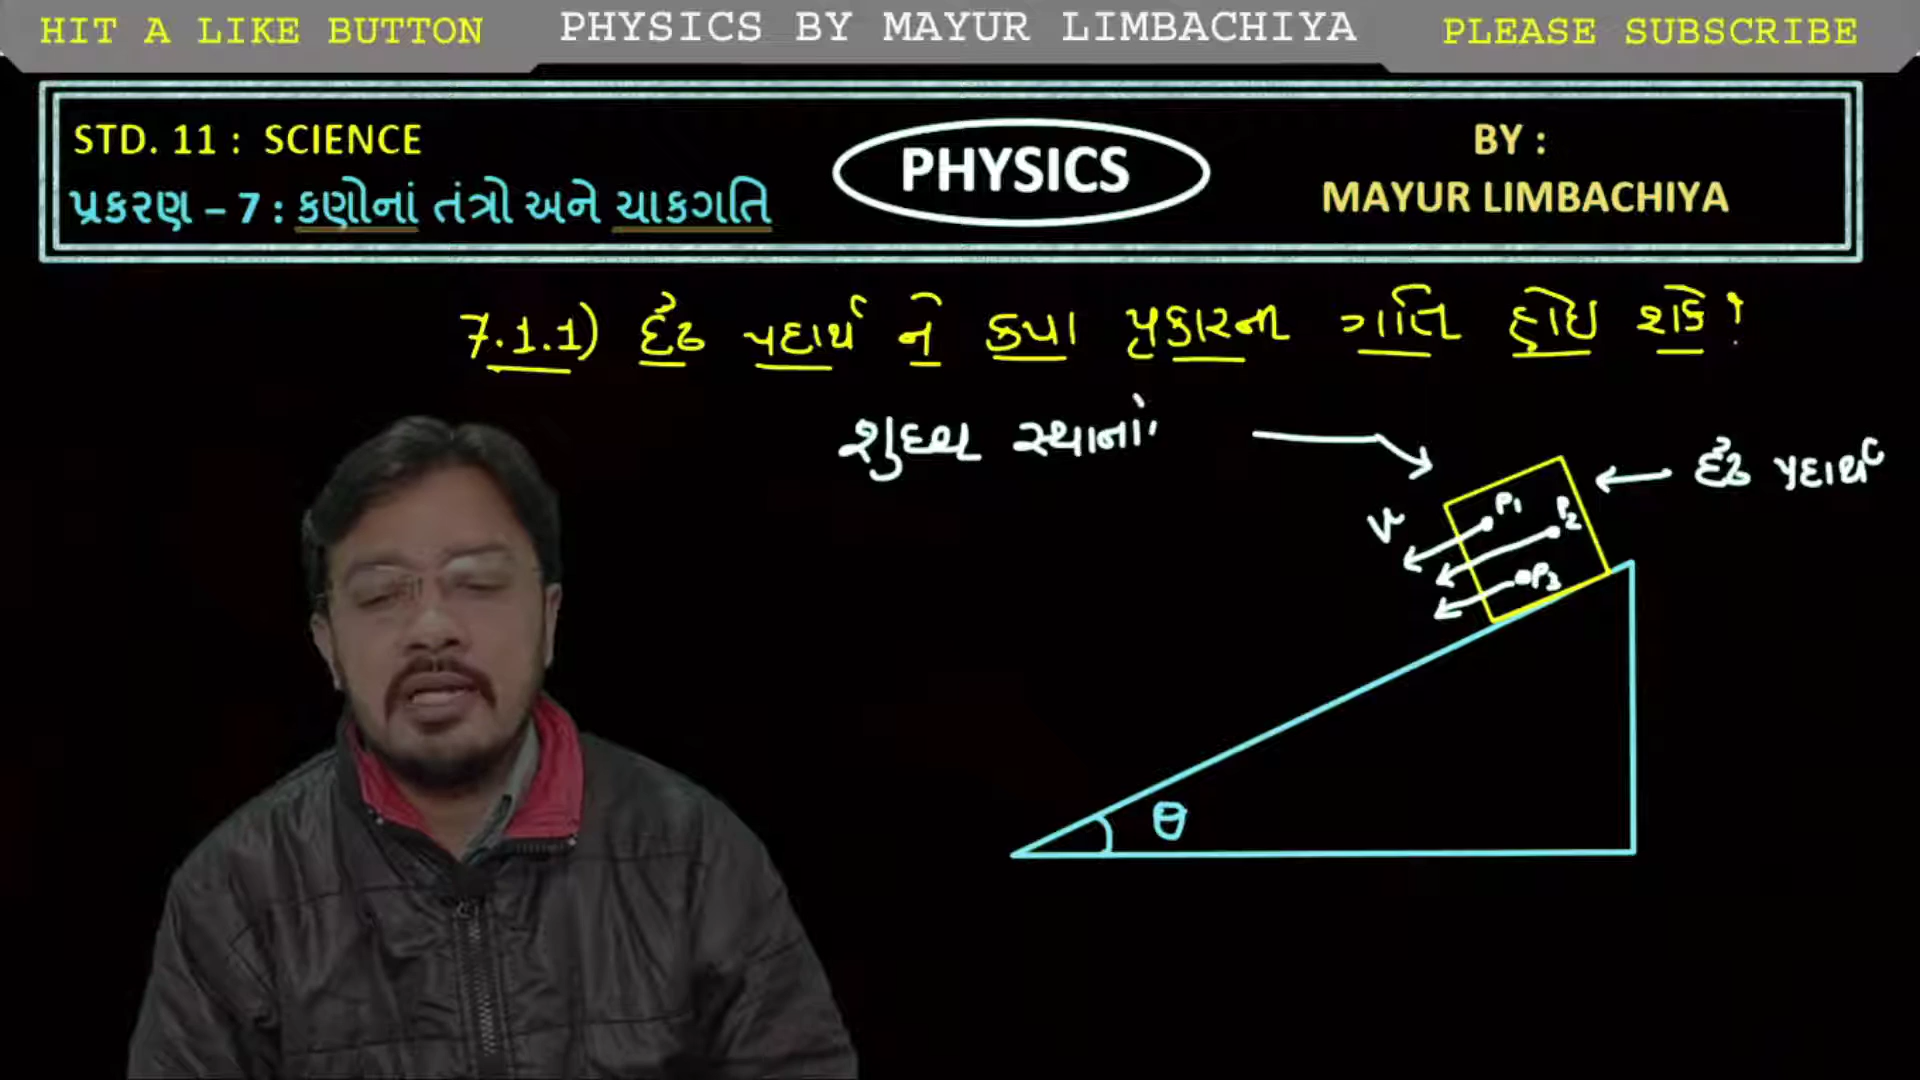 HIT A LIKE BUTTON
PHYSICS BY MAYUR LIMBACHIYA
PLEASE SUBSCRIBE
STD. 11 : SCIENCE
પ્રકરણ – 7 : કણોનાં તંત્રો અને ચાકગતિ
PHYSICS
BY :
MAYUR LIMBACHIYA
7.1.1) દૃઢ પદાર્થ ને કયા પ્રકારની ગતિ હોઇ શકે ?
શુદ્ધ
દૃઢ પદાર્થ
P1
P2
V
P3
θ